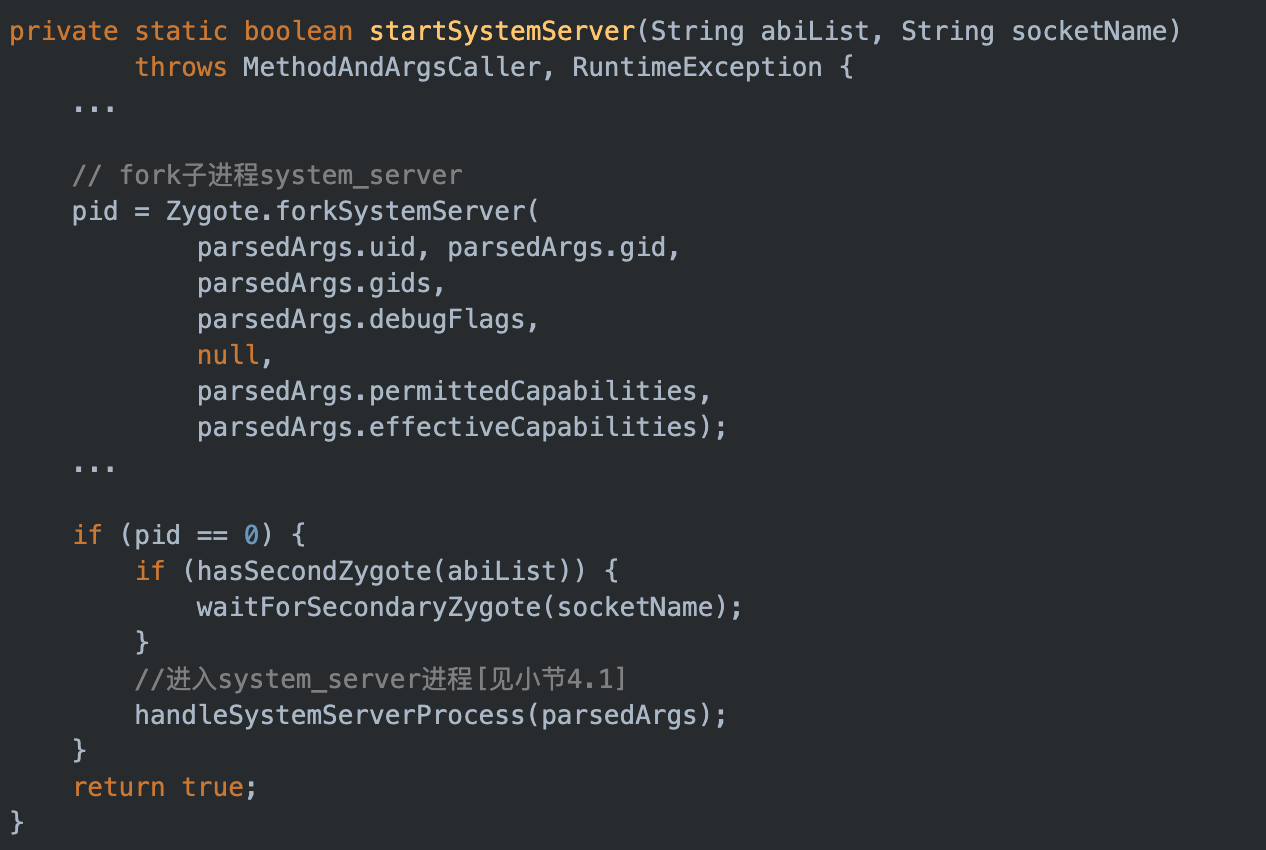 private static boolean startSystemServer(String abiList, String socketName)
        throws MethodAndArgsCaller, RuntimeException {
    ...

    // fork子进程system_server
    pid = Zygote.forkSystemServer(
            parsedArgs.uid, parsedArgs.gid,
            parsedArgs.gids,
            parsedArgs.debugFlags,
            null,
            parsedArgs.permittedCapabilities,
            parsedArgs.effectiveCapabilities);
    ...

    if (pid == 0) {
        if (hasSecondZygote(abiList)) {
            waitForSecondaryZygote(socketName);
        }
        //进入system_server进程[见小节4.1]
        handleSystemServerProcess(parsedArgs);
    }
    return true;
}